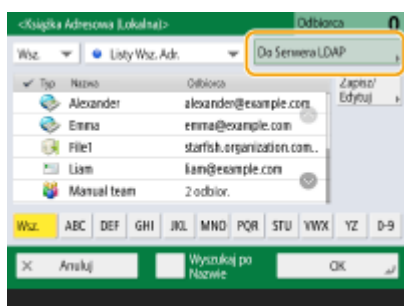 <Książka Adresowa (Lokalna)> Odbiorca 0
Wsz. Listy Wsz. Adr. Do Serwera LDAP
Typ Nazwa Odbiorca Zapisz/
Edytuj
Alexander alexander@example.com
Emma emma@example.com
File1 starfish.organization.com..
Liam liam@example.com
Manual team 2 odbior.
Wsz. ABC DEF GHI JKL MNO PQR STU VWX YZ 0-9
Anuluj Wyszukaj po
Nazwie OK